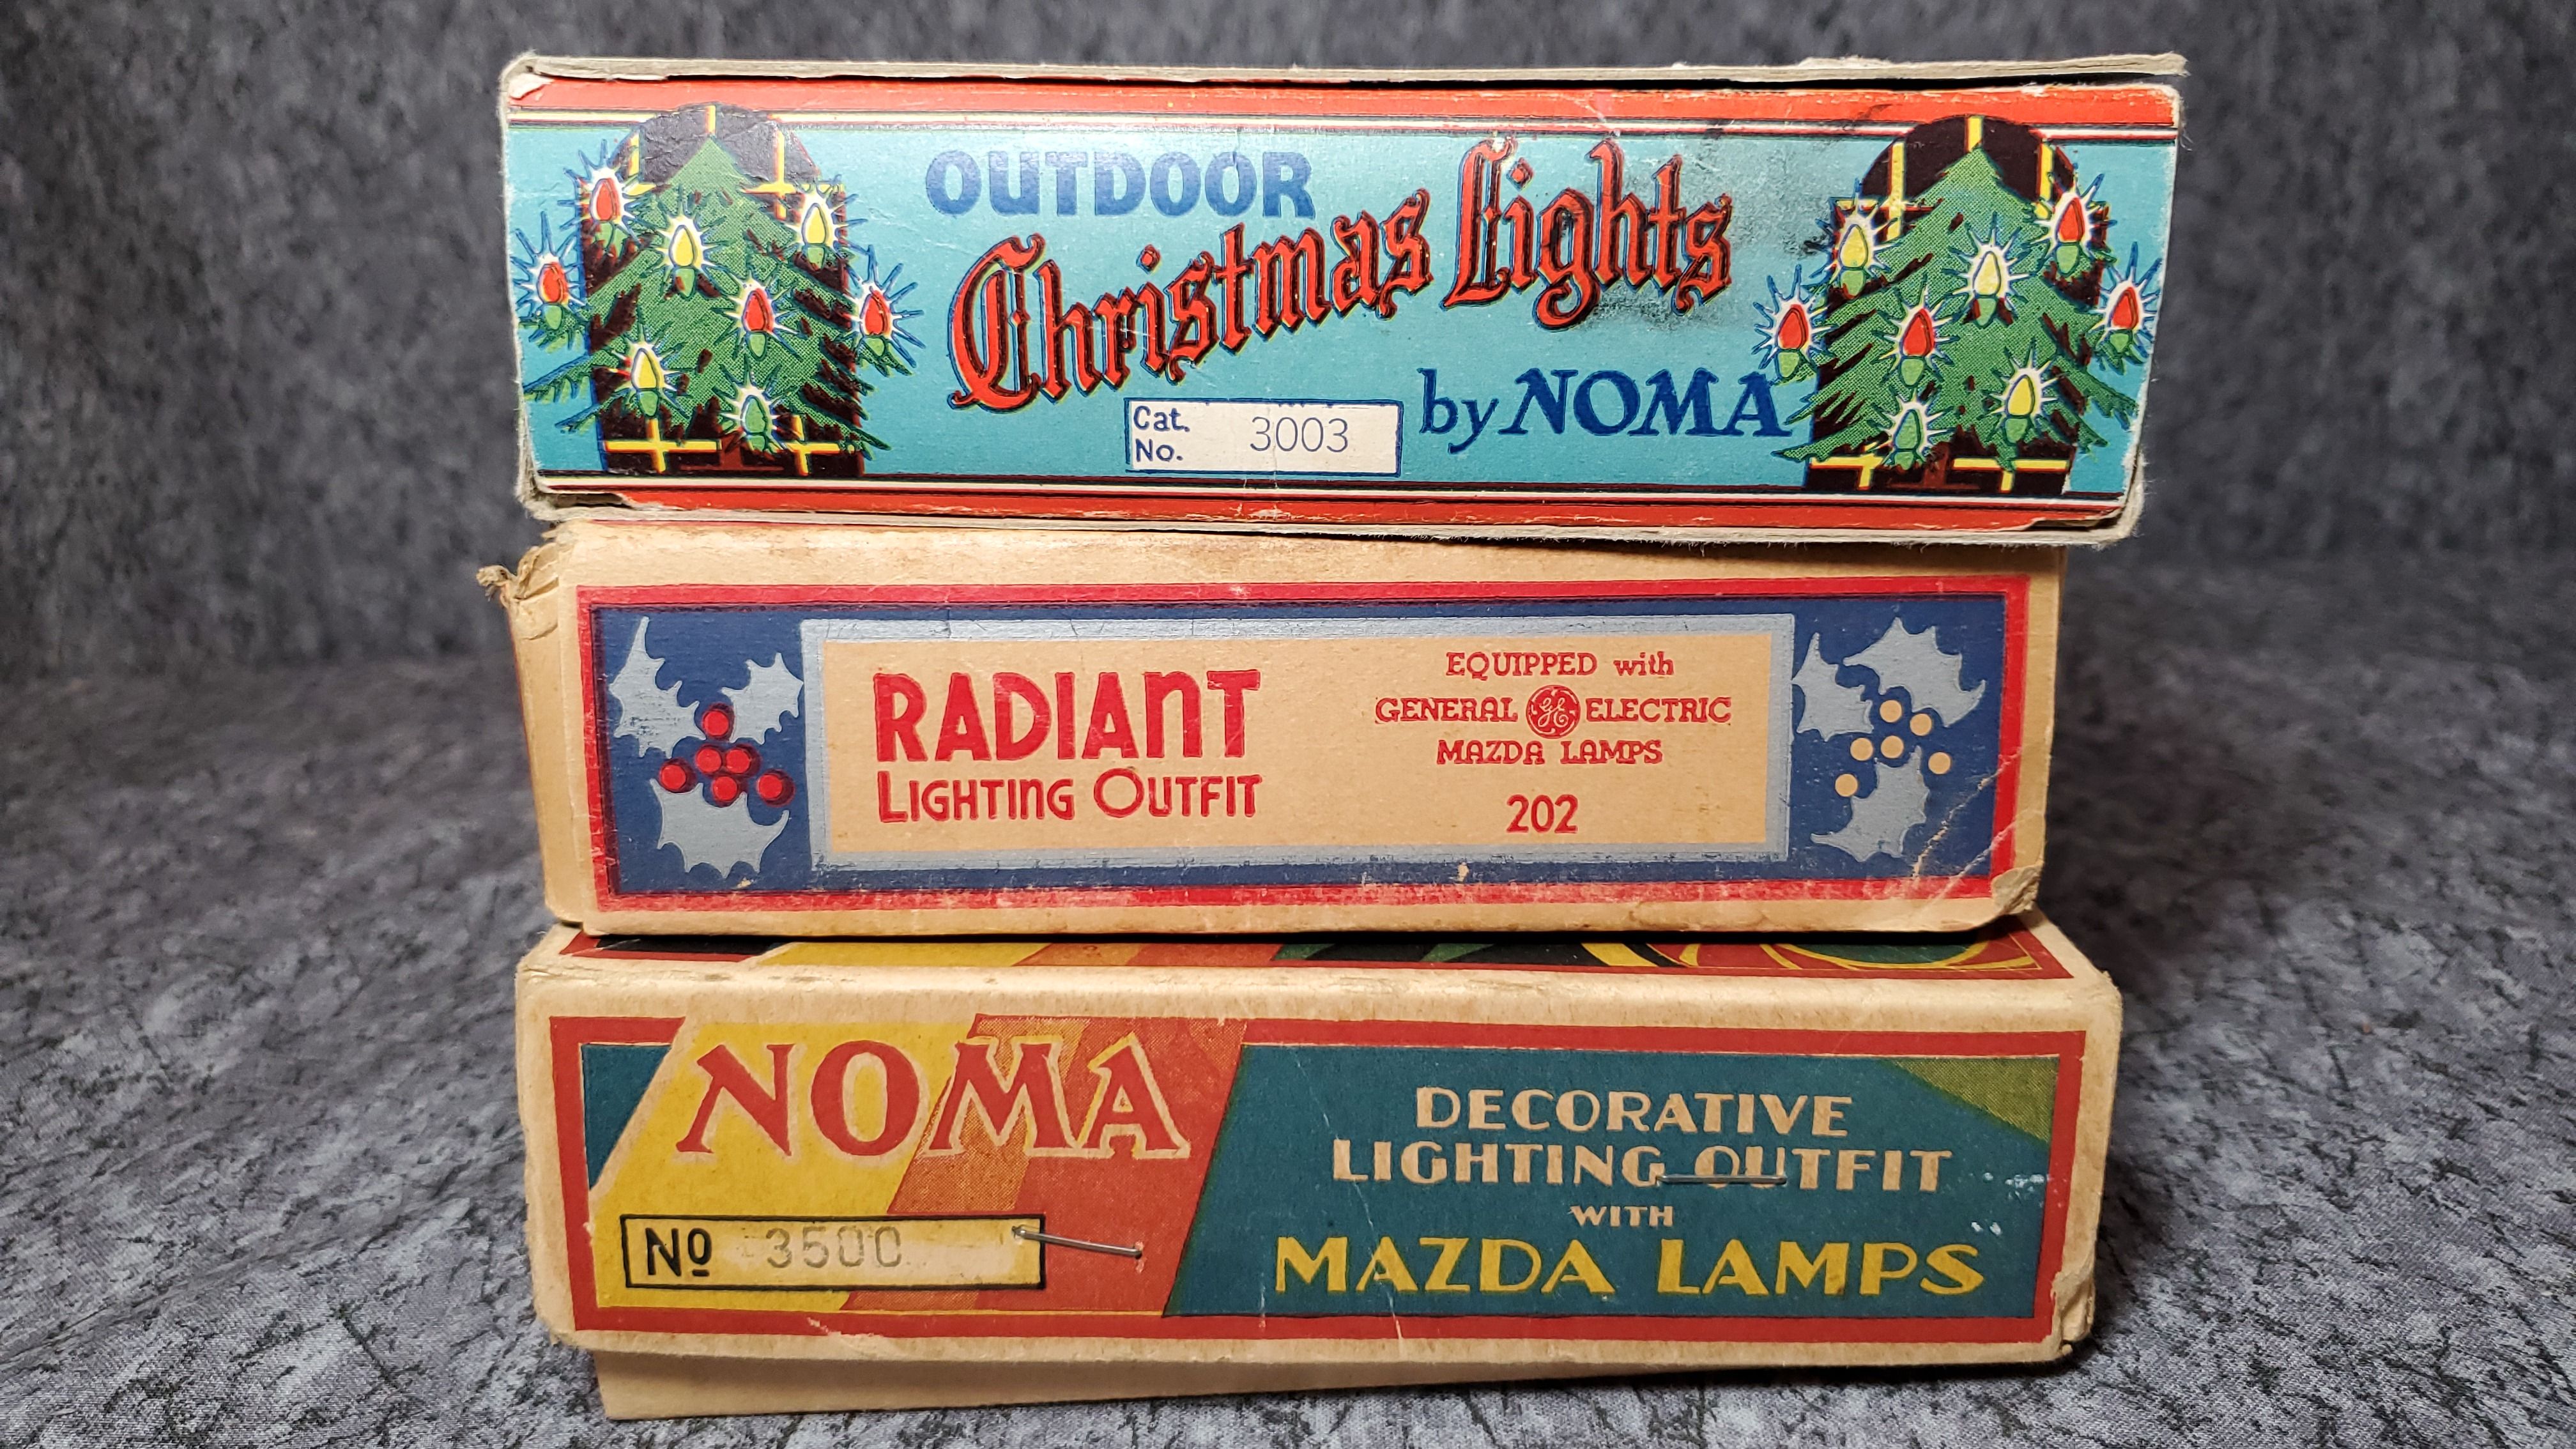 OUTDOOR
Christmas Lights
by NOMA
Cat.
No. 3003
RADIANT
LIGHTING OUTFIT
EQUIPPED with
GENERAL GE ELECTRIC
MAZDA LAMPS
202
NOMA
No 3500
DECORATIVE
LIGHTING OUTFIT
WITH
MAZDA LAMPS